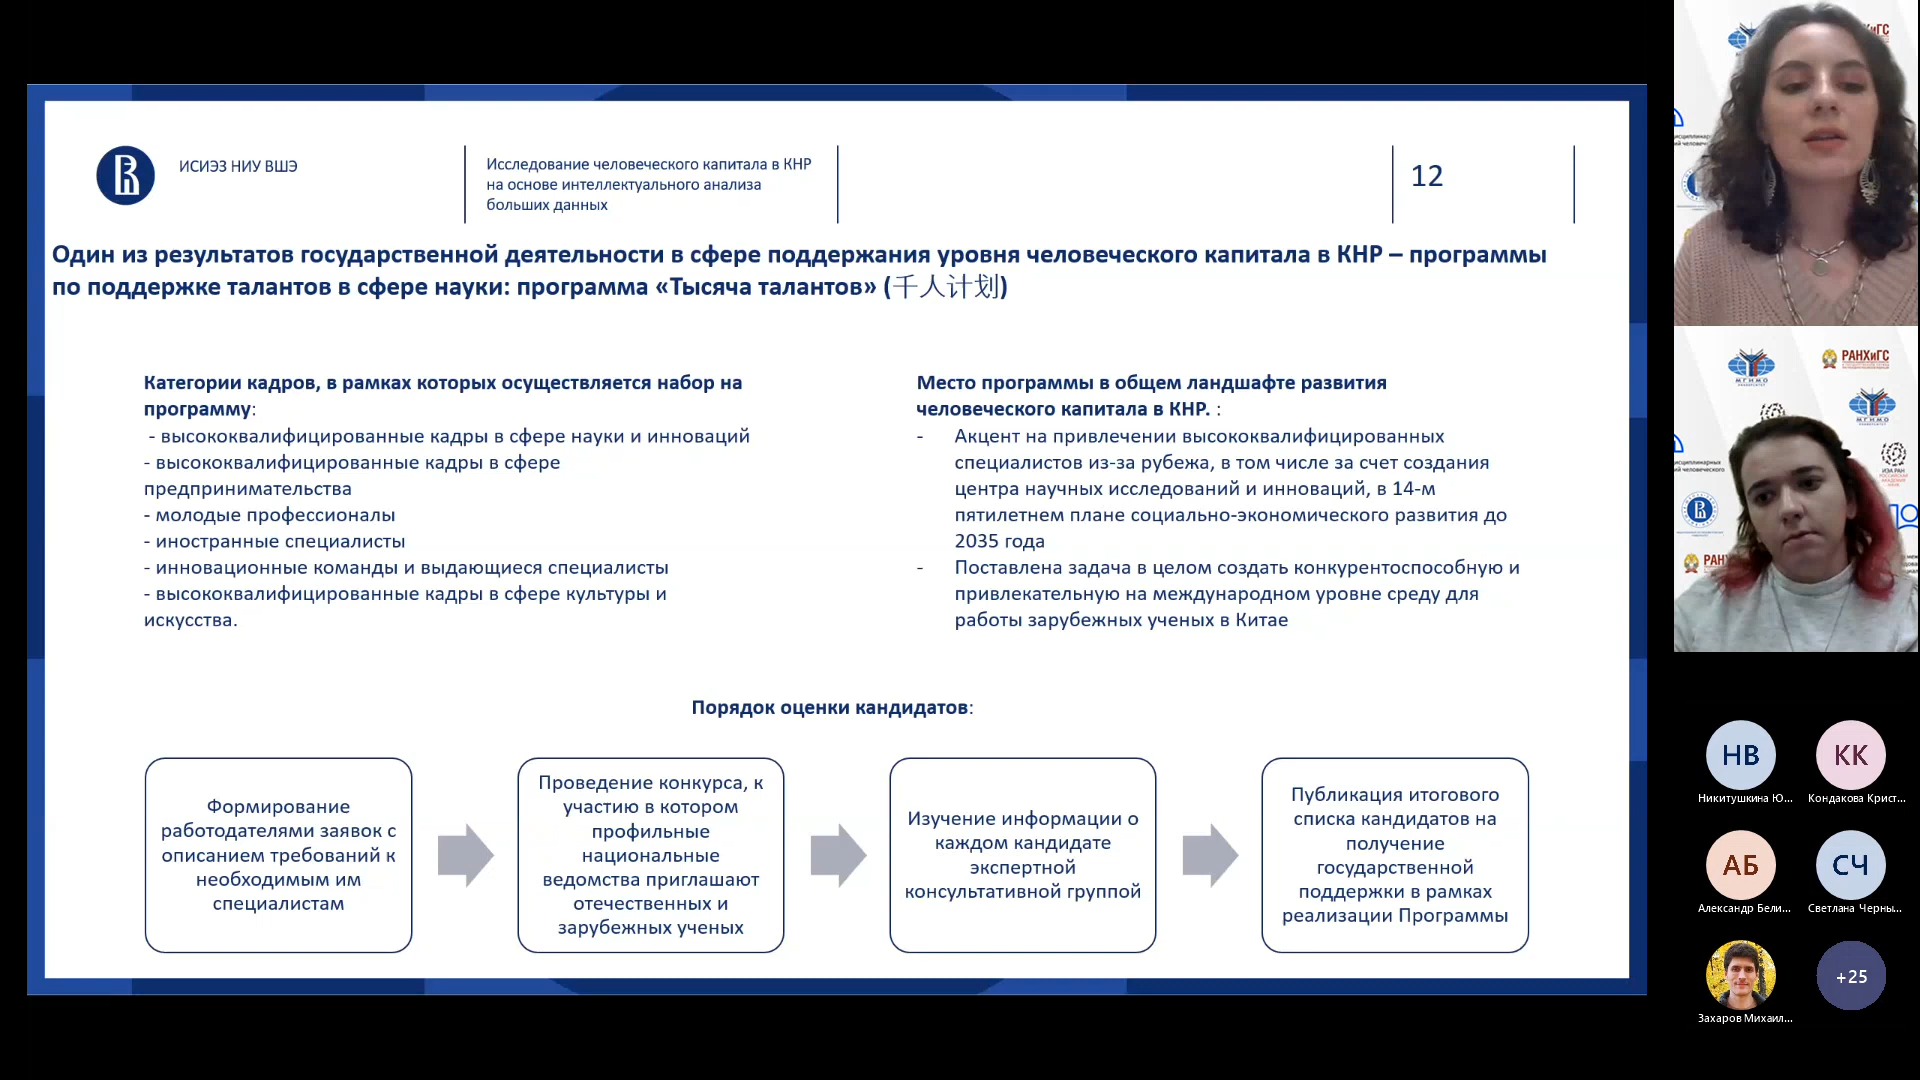 ИСИЭЗ НИУ ВШЭ
Исследование человеческого капитала в КНР
на основе интеллектуального анализа
больших данных
12
Один из результатов государственной деятельности в сфере поддержания уровня человеческого капитала в КНР – программы
по поддержке талантов в сфере науки: программа «Тысяча талантов» (千人计划)
Категории кадров, в рамках которых осуществляется набор на
программу:
- высококвалифицированные кадры в сфере науки и инноваций
- высококвалифицированные кадры в сфере
предпринимательства
- молодые профессионалы
- иностранные специалисты
- инновационные команды и выдающиеся специалисты
- высококвалифицированные кадры в сфере культуры и
искусства.
Место программы в общем ландшафте развития
человеческого капитала в КНР. :
- Акцент на привлечении высококвалифицированных
специалистов из-за рубежа, в том числе за счет создания
центра научных исследований и инноваций, в 14-м
пятилетнем плане социально-экономического развития до
2035 года
- Поставлена задача в целом создать конкурентоспособную и
привлекательную на международном уровне среду для
работы зарубежных ученых в Китае
Порядок оценки кандидатов:
Формирование
работодателями заявок с
описанием требований к
необходимым им
специалистам
Проведение конкурса, к
участию в котором
профильные
национальные
ведомства приглашают
отечественных и
зарубежных ученых
Изучение информации о
каждом кандидате
экспертной
консультативной группой
Публикация итогового
списка кандидатов на
получение
государственной
поддержки в рамках
реализации Программы
РАНХиГС
МГИМО
МГИМО
НВ
Никитушкина Ю...
КК
Кондакова Крист...
АБ
Александр Бели...
СЧ
Светлана Черны...
Захаров Михаил...
+25